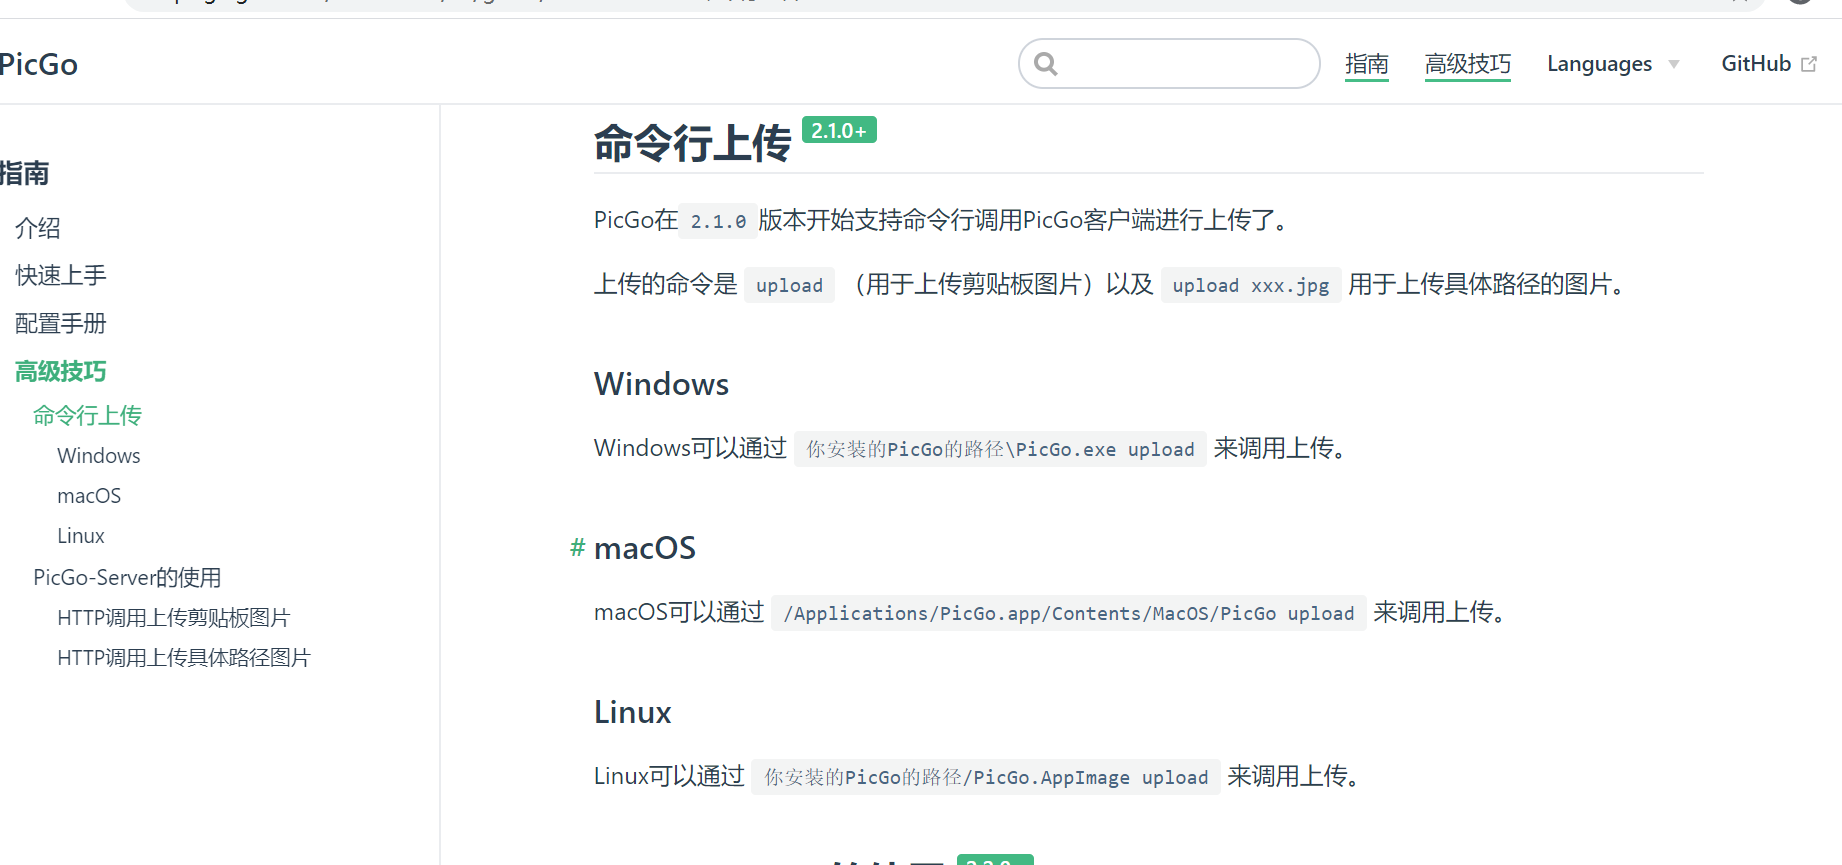 PicGo
指南
高级技巧
Languages
GitHub
指南
介绍
快速上手
配置手册
高级技巧
命令行上传
Windows
macOS
Linux
PicGo-Server的使用
HTTP调用上传剪贴板图片
HTTP调用上传具体路径图片
命令行上传 2.1.0+
PicGo在 2.1.0 版本开始支持命令行调用PicGo客户端进行上传了。
上传的命令是 upload （用于上传剪贴板图片）以及 upload xxx.jpg 用于上传具体路径的图片。
Windows
Windows可以通过 你安装的PicGo的路径\PicGo.exe upload 来调用上传。
# macOS
macOS可以通过 /Applications/PicGo.app/Contents/MacOS/PicGo upload 来调用上传。
Linux
Linux可以通过 你安装的PicGo的路径/PicGo.AppImage upload 来调用上传。